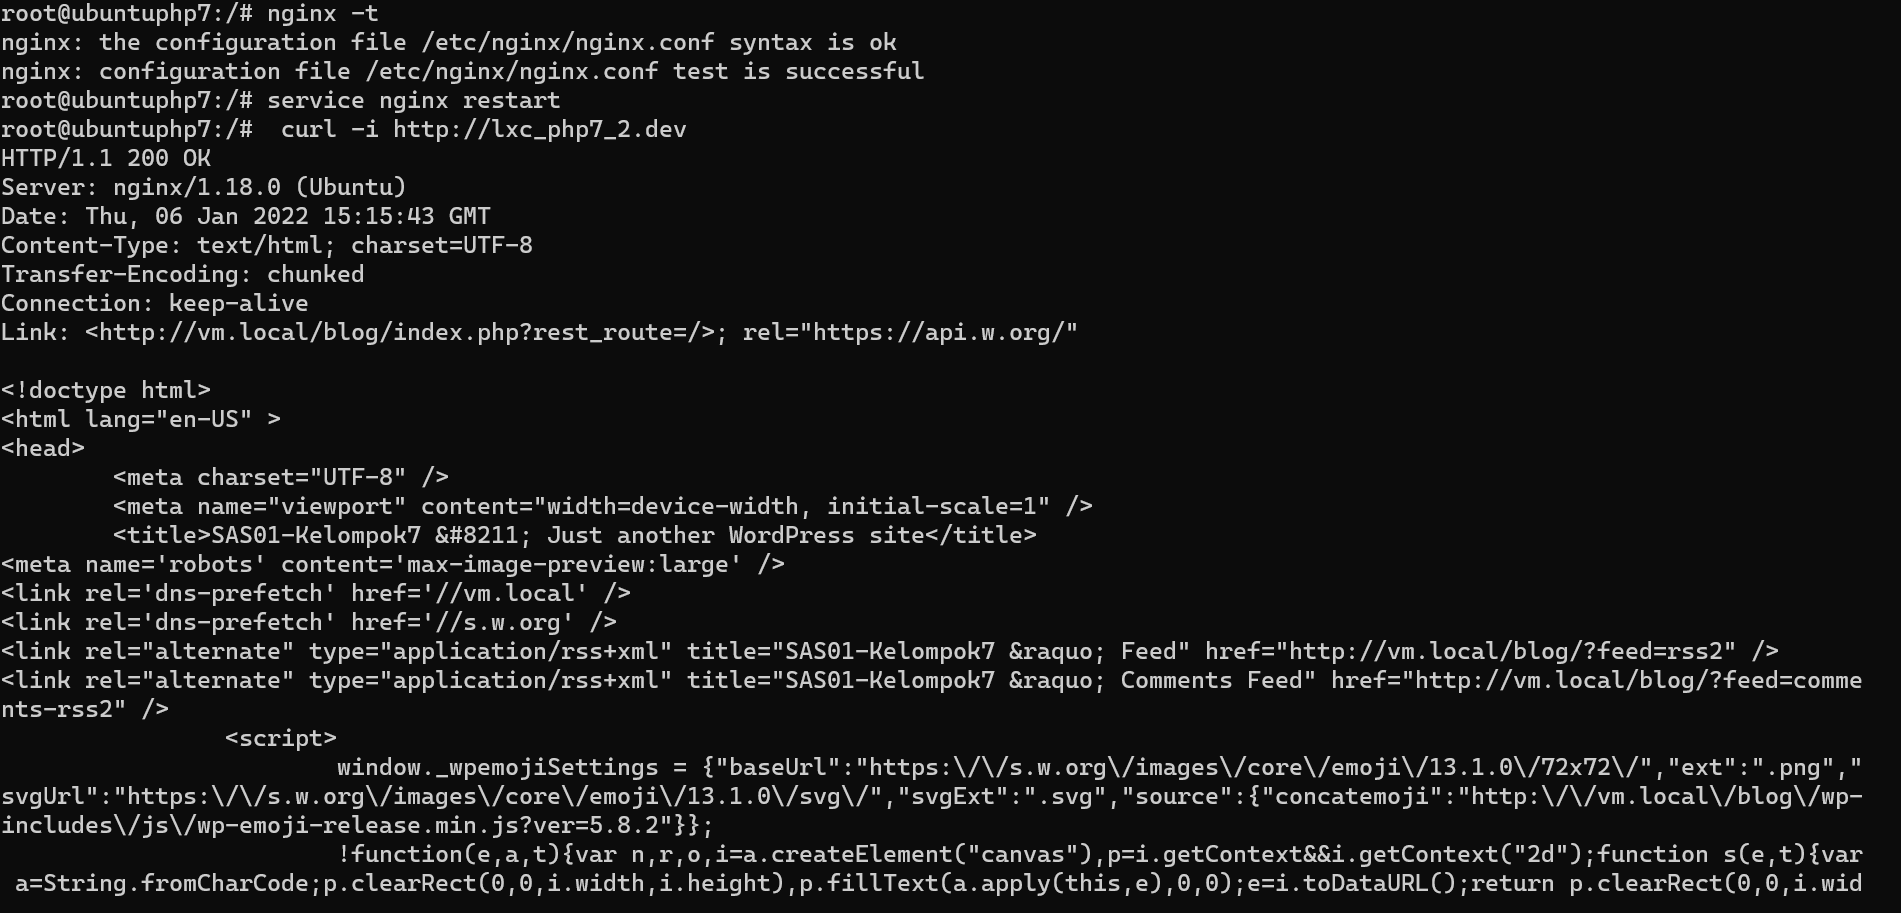 root@ubuntuphp7:/# nginx -t
nginx: the configuration file /etc/nginx/nginx.conf syntax is ok
nginx: configuration file /etc/nginx/nginx.conf test is successful
root@ubuntuphp7:/# service nginx restart
root@ubuntuphp7:/#  curl -i http://lxc_php7_2.dev
HTTP/1.1 200 OK
Server: nginx/1.18.0 (Ubuntu)
Date: Thu, 06 Jan 2022 15:15:43 GMT
Content-Type: text/html; charset=UTF-8
Transfer-Encoding: chunked
Connection: keep-alive
Link: <http://vm.local/blog/index.php?rest_route=/>; rel="https://api.w.org/"

<!doctype html>
<html lang="en-US" >
<head>
        <meta charset="UTF-8" />
        <meta name="viewport" content="width=device-width, initial-scale=1" />
        <title>SAS01-Kelompok7 &#8211; Just another WordPress site</title>
<meta name='robots' content='max-image-preview:large' />
<link rel='dns-prefetch' href='//vm.local' />
<link rel='dns-prefetch' href='//s.w.org' />
<link rel="alternate" type="application/rss+xml" title="SAS01-Kelompok7 &raquo; Feed" href="http://vm.local/blog/?feed=rss2" />
<link rel="alternate" type="application/rss+xml" title="SAS01-Kelompok7 &raquo; Comments Feed" href="http://vm.local/blog/?feed=comme
nts-rss2" />
                <script>
                        window._wpemojiSettings = {"baseUrl":"https:\/\/s.w.org\/images\/core\/emoji\/13.1.0\/72x72\/","ext":".png","
svgUrl":"https:\/\/s.w.org\/images\/core\/emoji\/13.1.0\/svg\/","svgExt":".svg","source":{"concatemoji":"http:\/\/vm.local\/blog\/wp-
includes\/js\/wp-emoji-release.min.js?ver=5.8.2"}};
                        !function(e,a,t){var n,r,o,i=a.createElement("canvas"),p=i.getContext&&i.getContext("2d");function s(e,t){var
 a=String.fromCharCode;p.clearRect(0,0,i.width,i.height),p.fillText(a.apply(this,e),0,0);e=i.toDataURL();return p.clearRect(0,0,i.wid